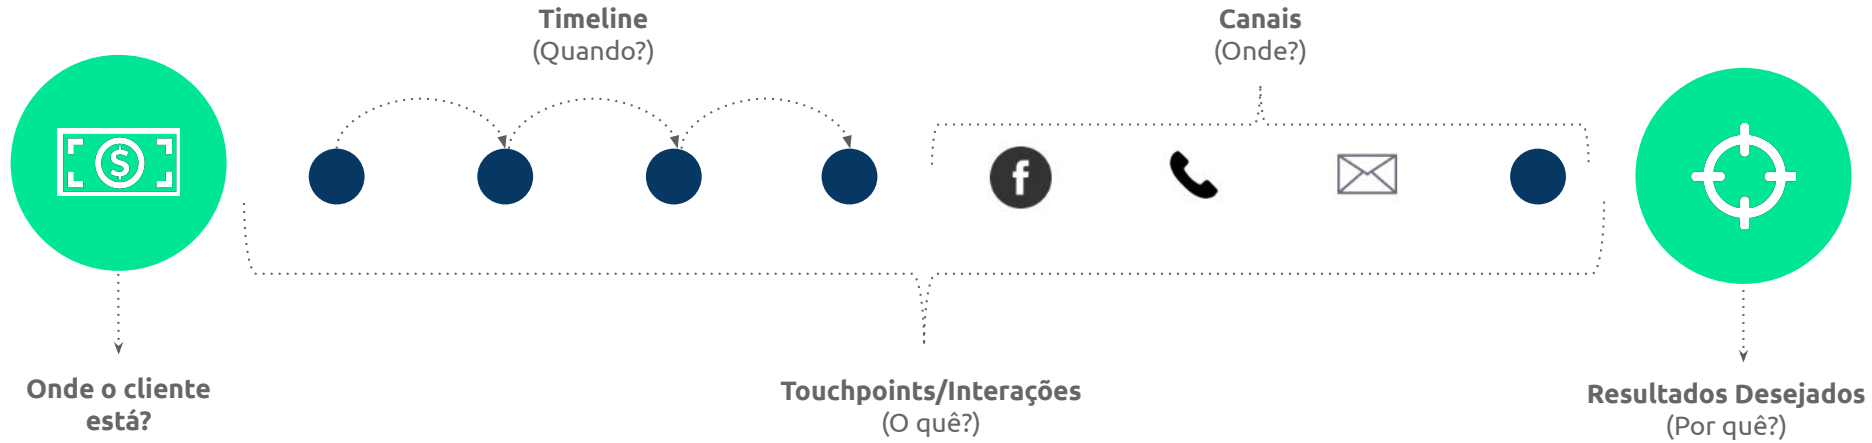 Timeline
(Quando?)
Canais
(Onde?)
$
f
Onde o cliente
está?
Touchpoints/Interações
(O quê?)
Resultados Desejados
(Por quê?)